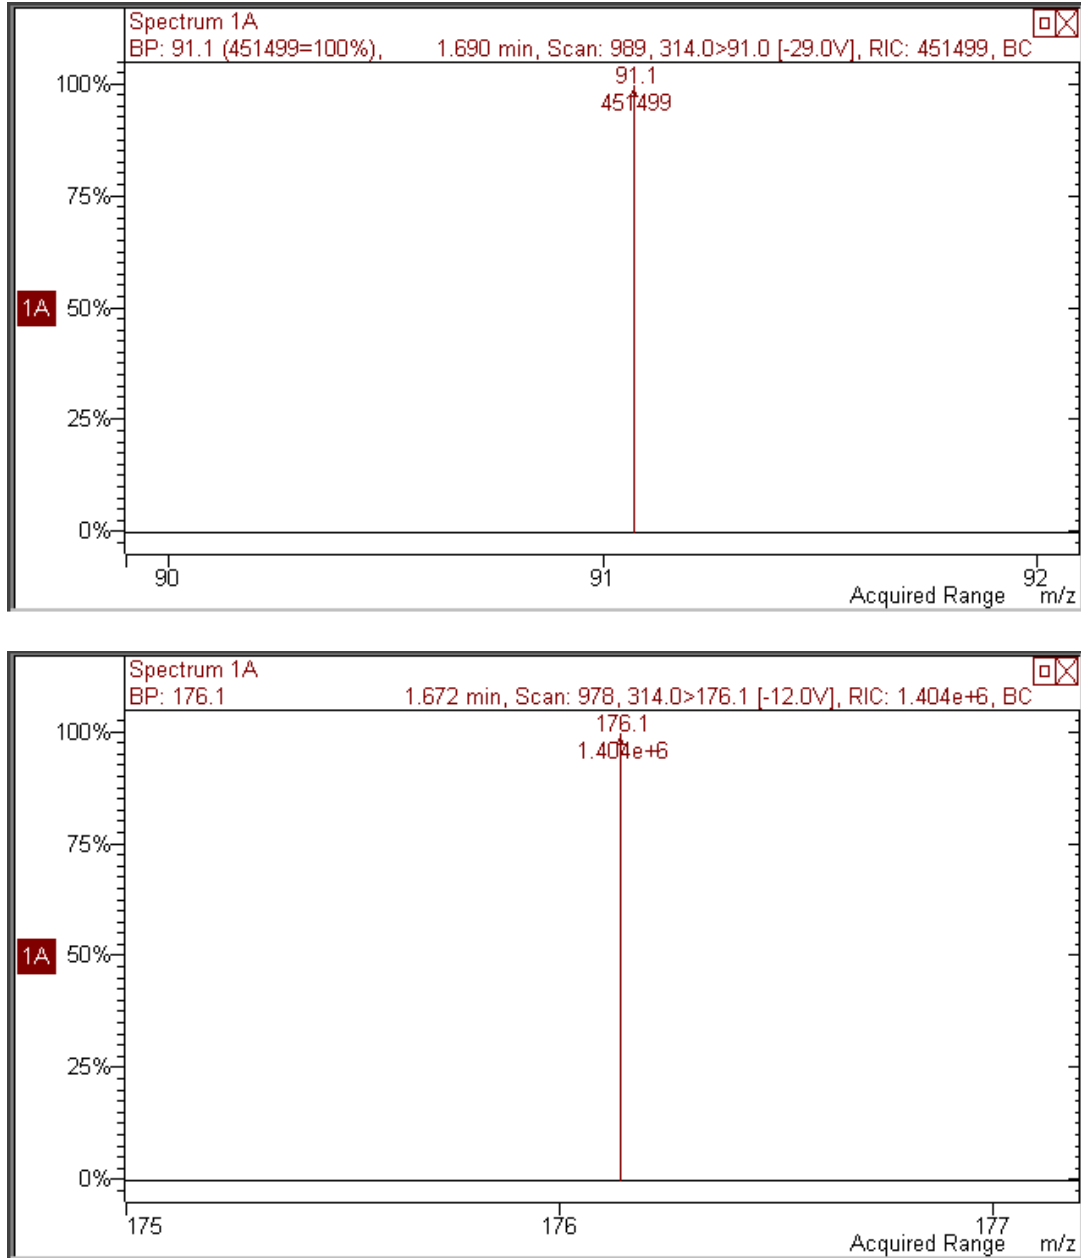 Spectrum 1A
BP: 91.1 (451499=100%), 1.690 min, Scan: 989, 314.0>91.0 [-29.0V], RIC: 451499, BC
91.1
451499
100%
75%
1A 50%
25%
0%
90 91 92
Acquired Range m/z
Spectrum 1A
BP: 176.1 1.672 min, Scan: 978, 314.0>176.1 [-12.0V], RIC: 1.404e+6, BC
176.1
1.404e+6
100%
75%
1A 50%
25%
0%
175 176 177
Acquired Range m/z